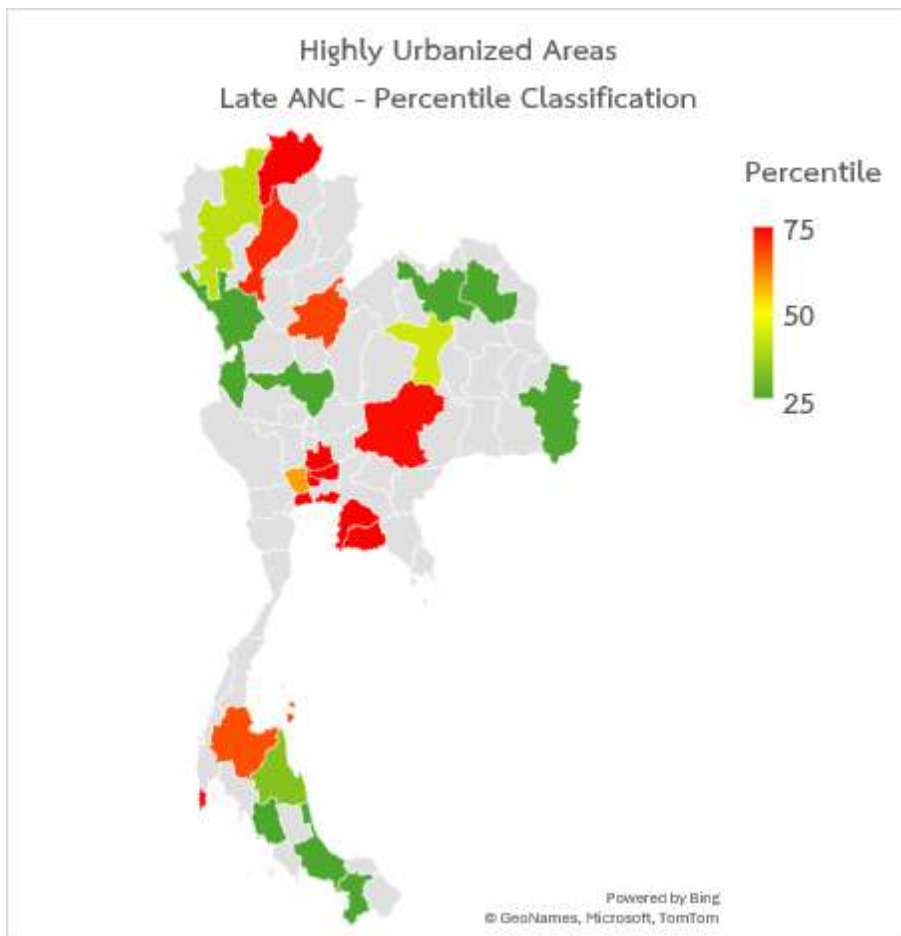 Highly Urbanized Areas
Late ANC - Percentile Classification
Percentile
75
50
25
Powered by Bing
© GeoNames, Microsoft, TomTom